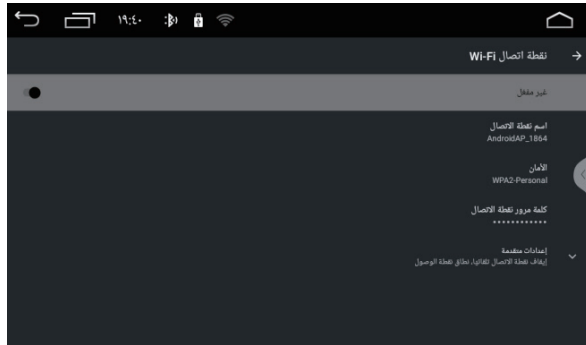 ١٩:٤٠
نقطة اتصال Wi-Fi
غير مفعّل
اسم نقطة الاتصال
AndroidAP_1864
الأمان
WPA2-Personal
كلمة مرور نقطة الاتصال
••••••••••••
إعدادات متقدمة
إيقاف نقطة الاتصال تلقائيا، نطاق نقطة الوصول